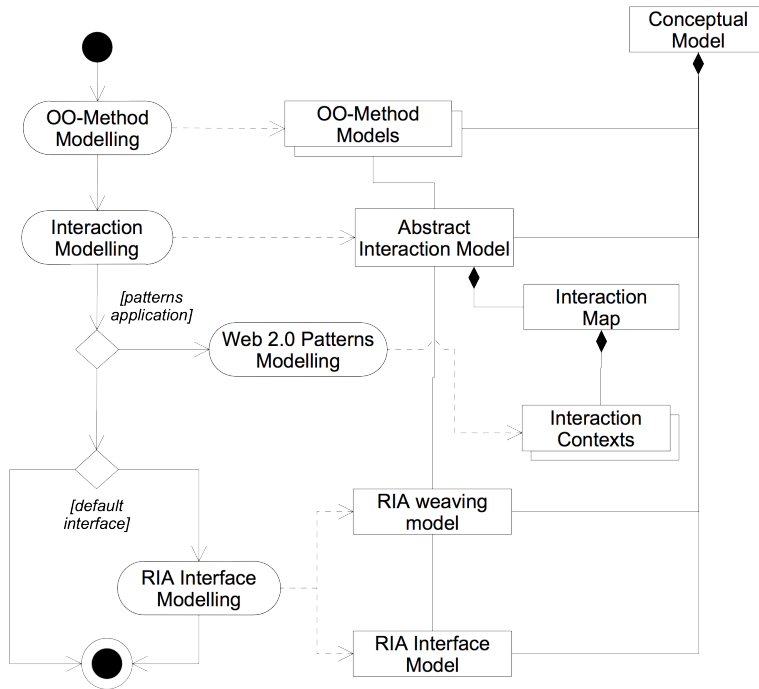 Conceptual
Model
OO-Method
Modelling
OO-Method
Models
Interaction
Modelling
Abstract
Interaction Model
[patterns
application]
Interaction
Map
Web 2.0 Patterns
Modelling
Interaction
Contexts
[default
interface]
RIA weaving
model
RIA Interface
Modelling
RIA Interface
Model